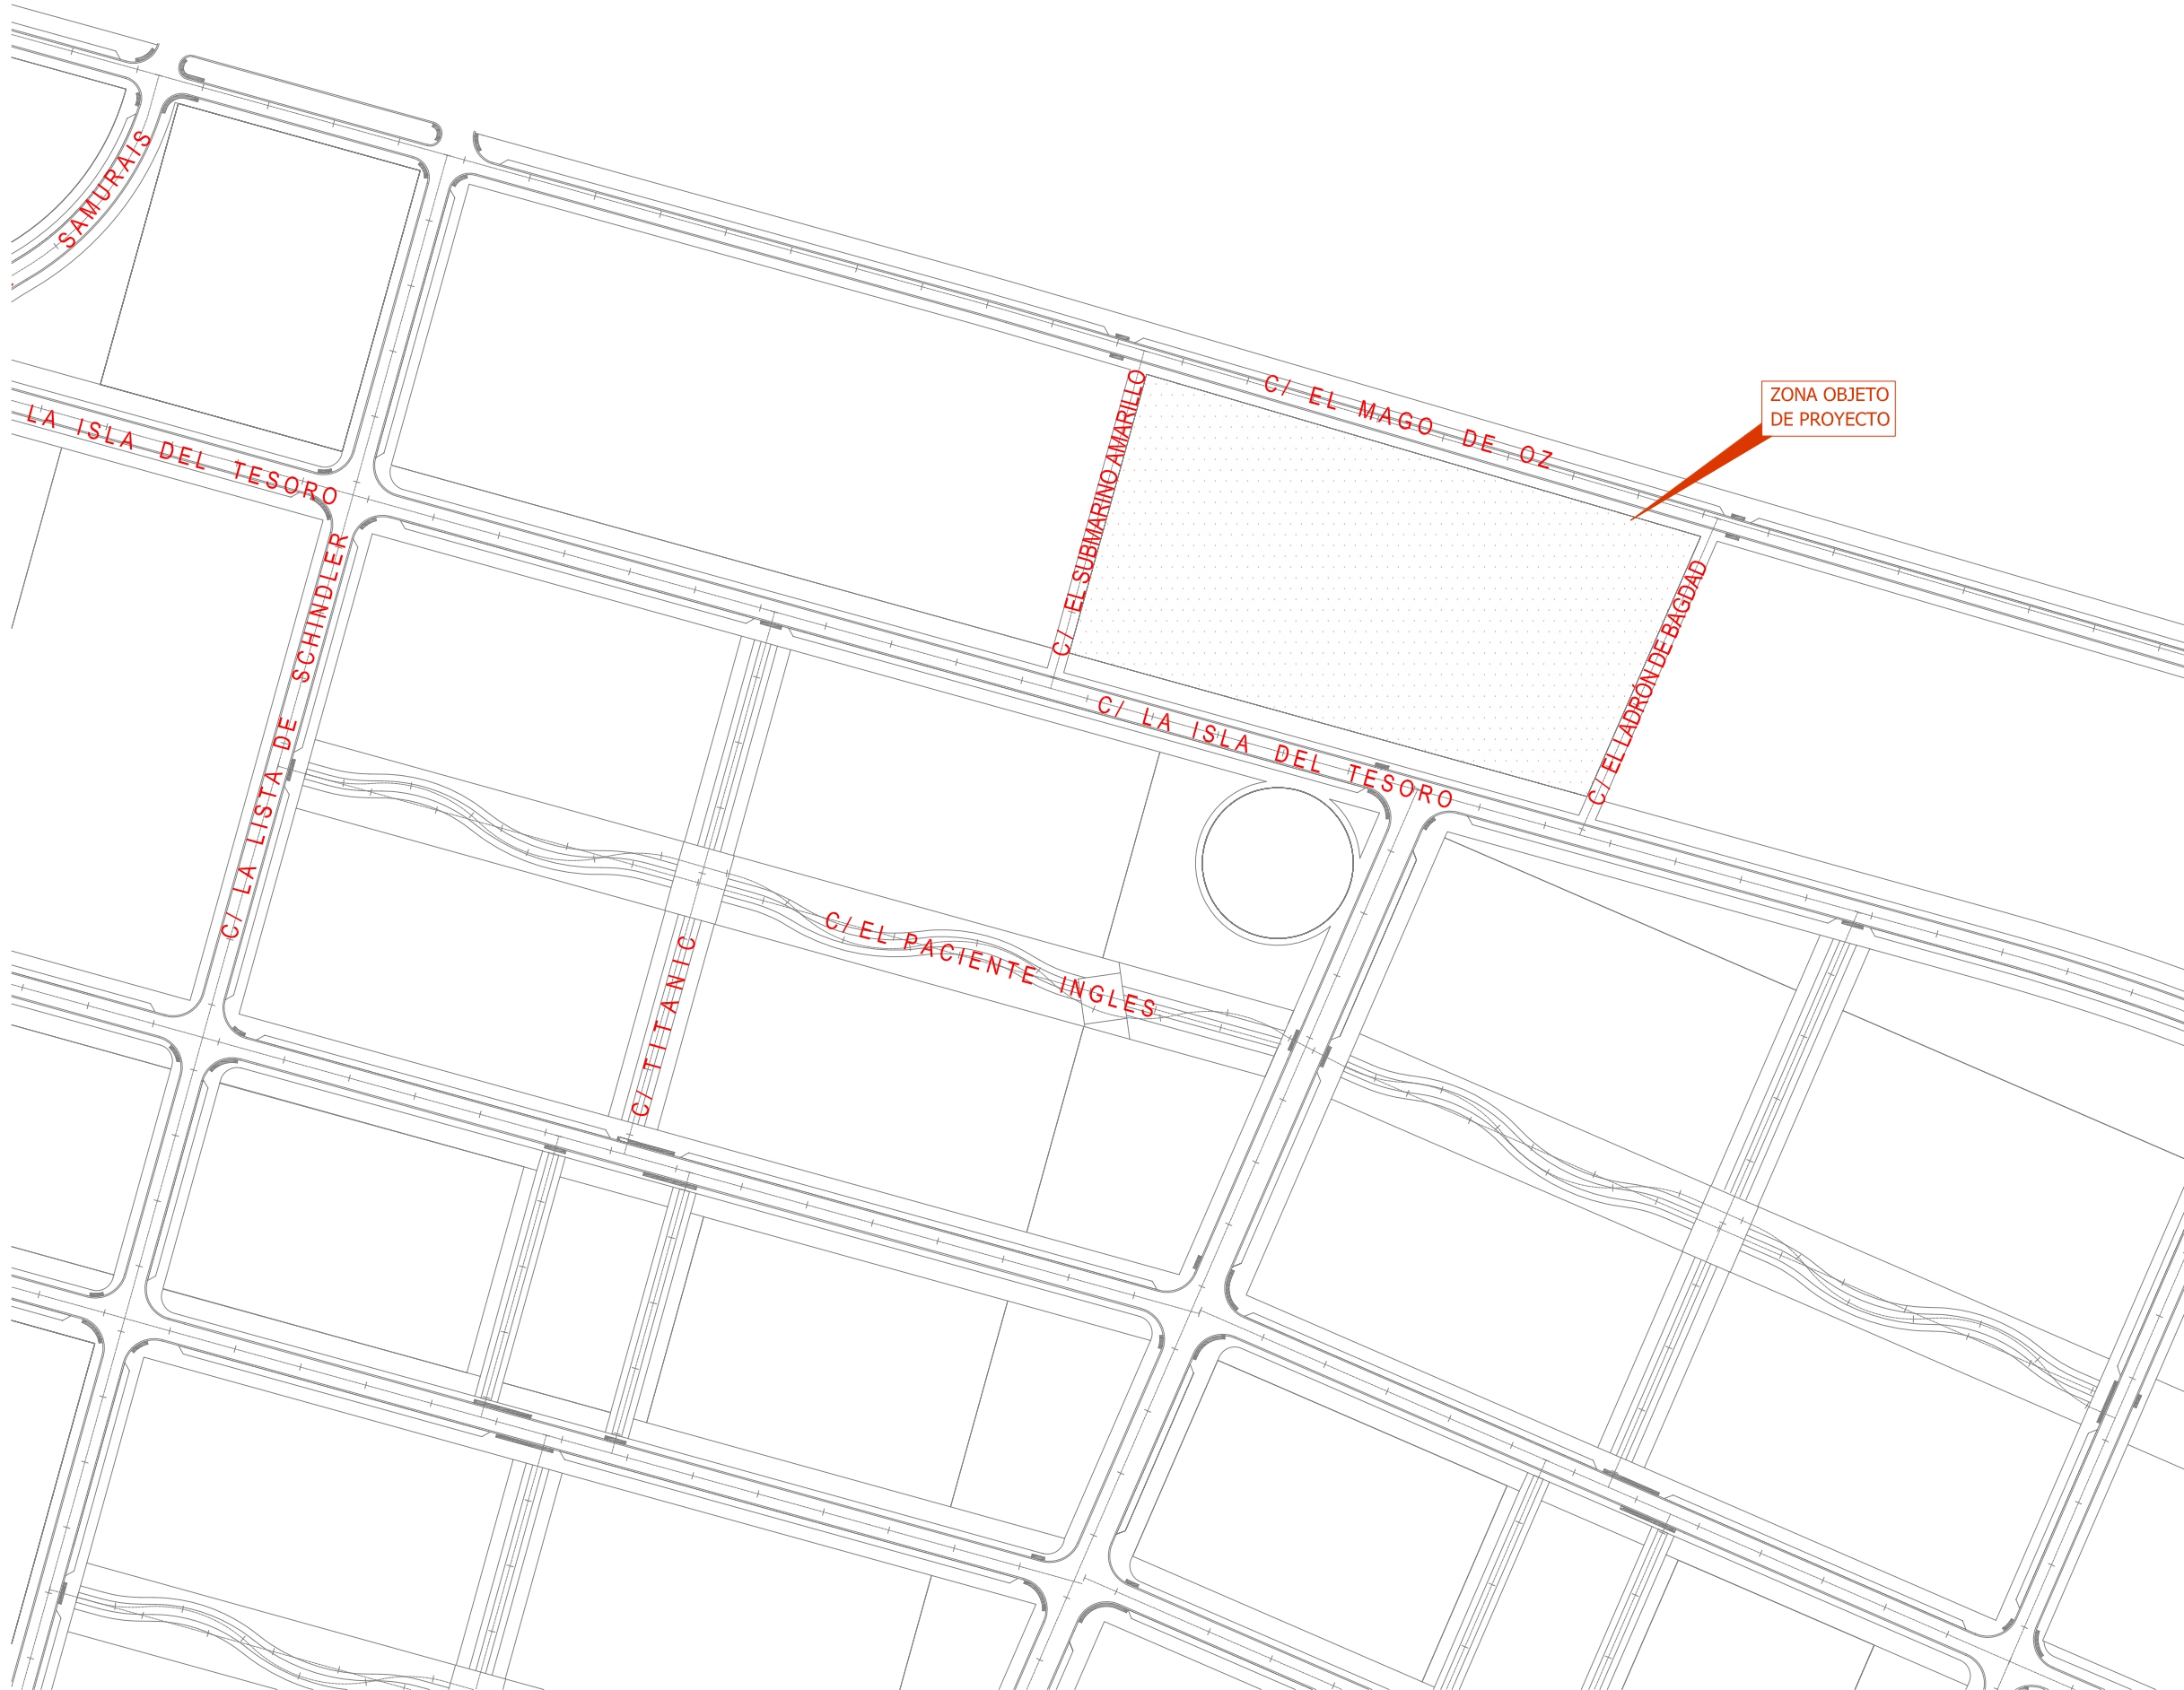 SAMURAIS
LA ISLA DEL TESORO
C/ EL MAGO DE OZ
ZONA OBJETO
DE PROYECTO
C/ EL SUBMARINO AMARILLO
C/ EL LADRÓN DE BAGDAD
C/ LA LISTA DE SCHINDLER
C/ LA ISLA DEL TESORO
C/ EL PACIENTE INGLES
C/ TITANIC